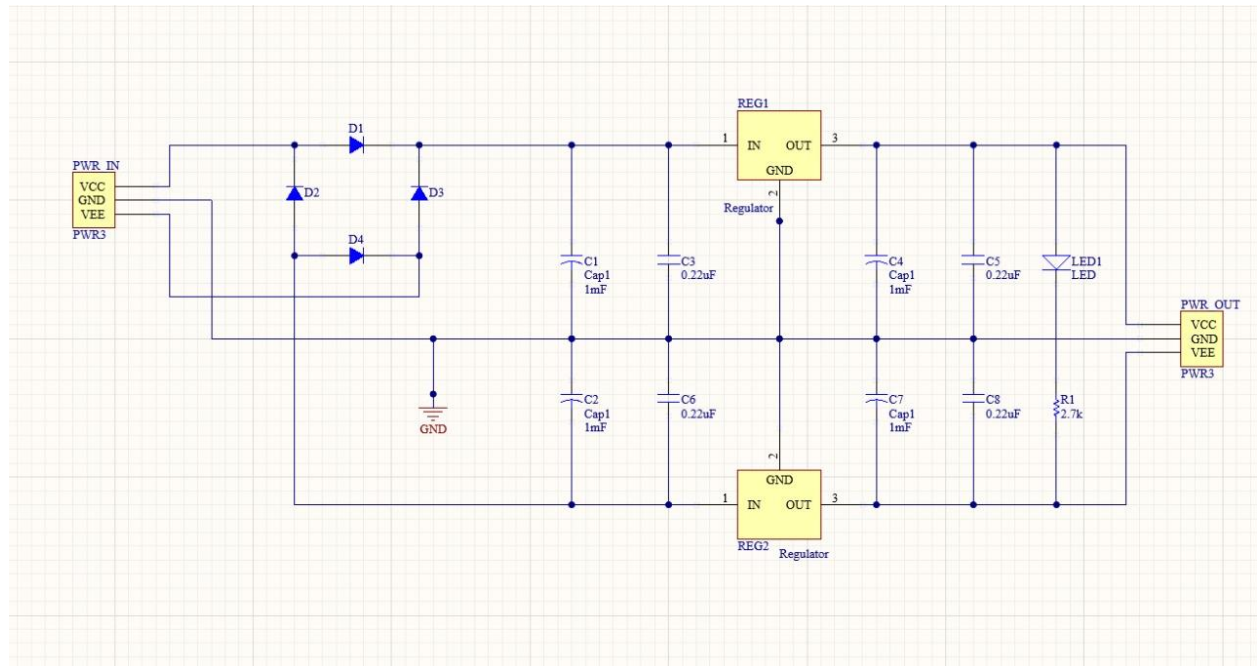 PWR_IN
VCC
GND
VEE
PWR3
D1
D2
D3
D4
GND
C1
Cap1
1mF
C3
0.22uF
C2
Cap1
1mF
C6
0.22uF
REG1
1
IN
OUT
3
GND
2
Regulator
2
GND
1
IN
OUT
3
REG2
Regulator
C4
Cap1
1mF
C5
0.22uF
LED1
LED
C7
Cap1
1mF
C8
0.22uF
R1
2.7k
PWR_OUT
VCC
GND
VEE
PWR3